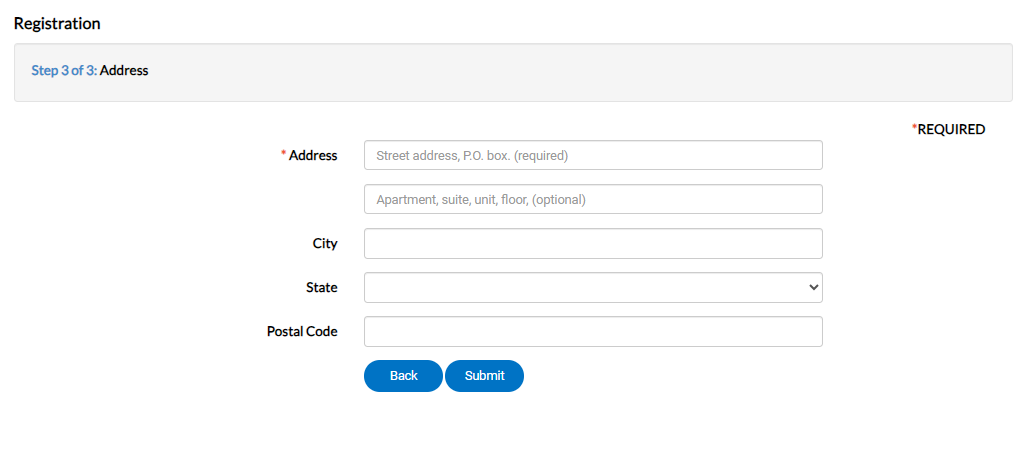 Registration
Step 3 of 3: Address
*REQUIRED
* Address
Street address, P.O. box. (required)
Apartment, suite, unit, floor, (optional)
City
State
Postal Code
Back Submit